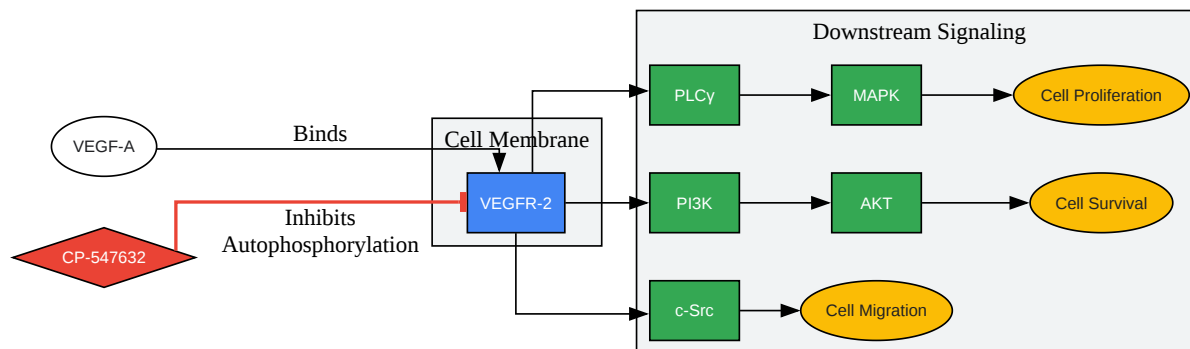 Downstream Signaling
PLCγ
MAPK
Cell Proliferation
VEGF-A
Binds
Cell Membrane
VEGFR-2
PI3K
AKT
Cell Survival
Inhibits
Autophosphorylation
CP-547632
c-Src
Cell Migration